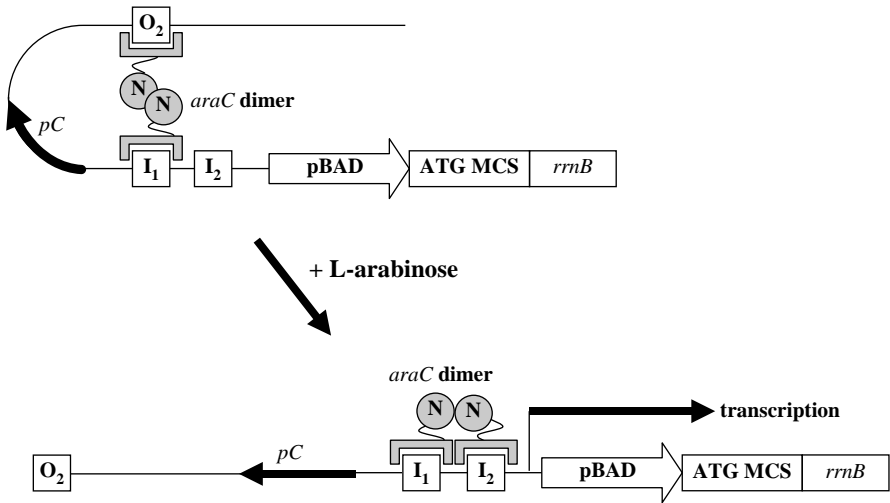 O2
N
N
araC dimer
pC
I1 I2 pBAD ATG MCS rrnB
+ L-arabinose
araC dimer
N N
transcription
pC
O2 I1 I2 pBAD ATG MCS rrnB